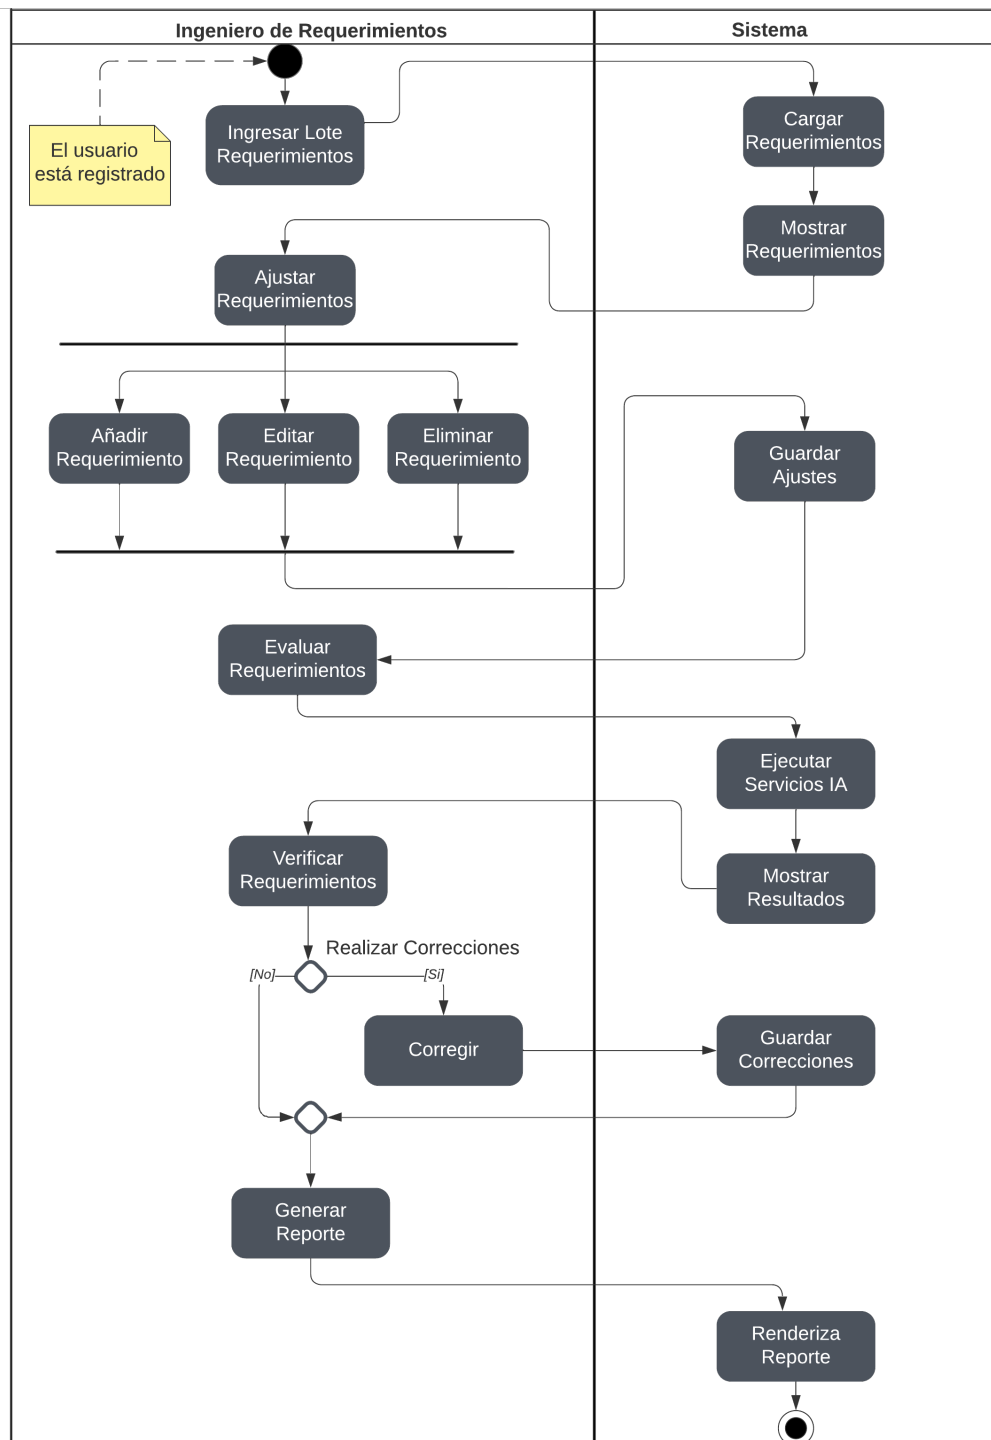 Ingeniero de Requerimientos
Sistema
El usuario
está registrado
Ingresar Lote
Requerimientos
Cargar
Requerimientos
Mostrar
Requerimientos
Ajustar
Requerimientos
Añadir
Requerimiento
Editar
Requerimiento
Eliminar
Requerimiento
Guardar
Ajustes
Evaluar
Requerimientos
Ejecutar
Servicios IA
Mostrar
Resultados
Verificar
Requerimientos
Realizar Correcciones
[No]
[Si]
Corregir
Guardar
Correcciones
Generar
Reporte
Renderiza
Reporte